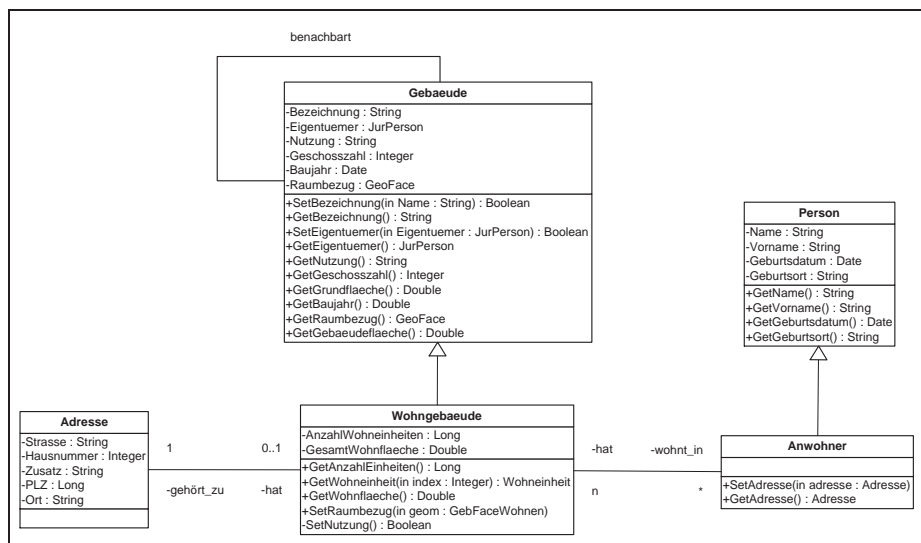 benachbart
Gebaeude
-Bezeichnung : String
-Eigentuemer : JurPerson
-Nutzung : String
-Geschosszahl : Integer
-Baujahr : Date
-Raumbezug : GeoFace
+SetBezeichnung(in Name : String) : Boolean
+GetBezeichnung() : String
+SetEigentuemer(in Eigentuemer : JurPerson) : Boolean
+GetEigentuemer() : JurPerson
+GetNutzung() : String
+GetGeschosszahl() : Integer
+GetGrundflaeche() : Double
+GetBaujahr() : Double
+GetRaumbezug() : GeoFace
+GetGebaeudeflaeche() : Double
Person
-Name : String
-Vorname : String
-Geburtsdatum : Date
-Geburtsort : String
+GetName() : String
+GetVorname() : String
+GetGeburtsdatum() : Date
+GetGeburtsort() : String
Adresse
-Strasse : String
-Hausnummer : Integer
-Zusatz : String
-PLZ : Long
-Ort : String
1
0..1
-gehört_zu
-hat
Wohngebaeude
-AnzahlWohneinheiten : Long
-GesamtWohnflaeche : Double
+GetAnzahlEinheiten() : Long
+GetWohneinheit(in index : Integer) : Wohneinheit
+GetWohnflaeche() : Double
+SetRaumbezug(in geom : GebFaceWohnen)
-SetNutzung() : Boolean
-hat
-wohnt_in
n
*
Anwohner
+SetAdresse(in adresse : Adresse)
+GetAdresse() : Adresse